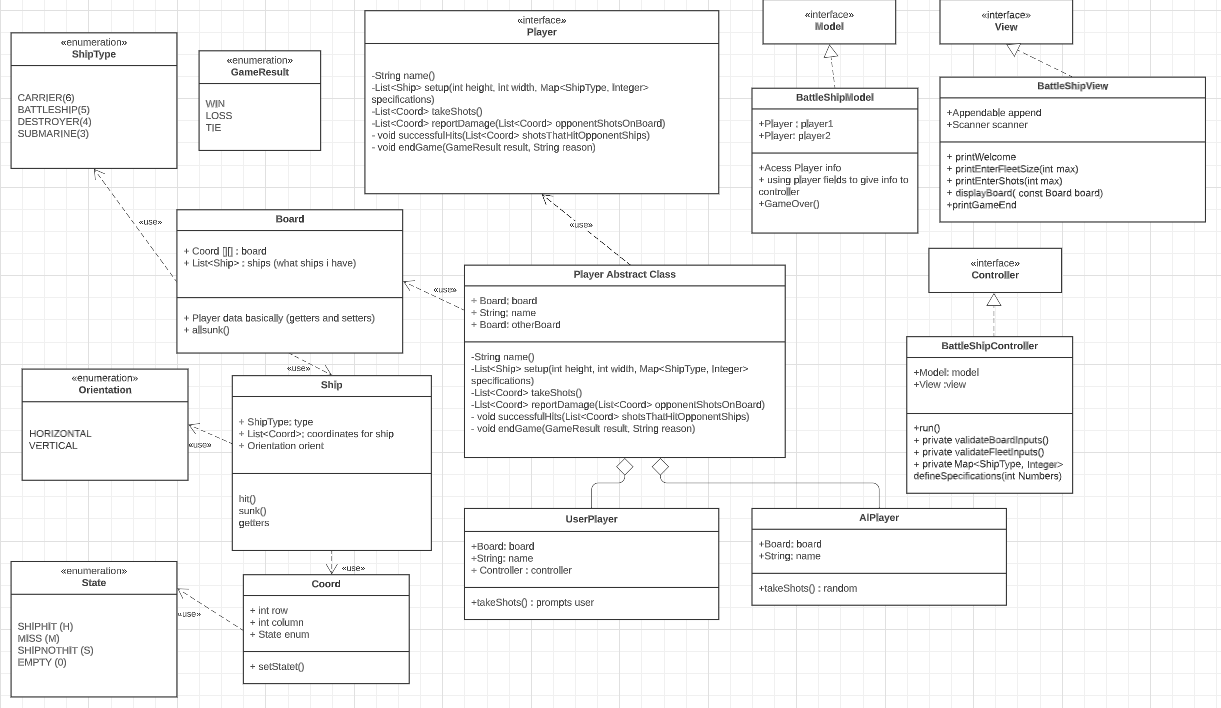 «enumeration»
ShipType
CARRIER(6)
BATTLESHIP(5)
DESTROYER(4)
SUBMARINE(3)
«enumeration»
GameResult
WIN
LOSS
TIE
«interface»
Player
-String name()
-List<Ship> setup(int height, int width, Map<ShipType, Integer>
specifications)
-List<Coord> takeShots()
-List<Coord> reportDamage(List<Coord> opponentShotsOnBoard)
- void successfulHits(List<Coord> shotsThatHitOpponentShips)
- void endGame(GameResult result, String reason)
«interface»
Model
BattleShipModel
+Player ; player1
+Player: player2
+Acess Player info
+ using player fields to give info to
controller
+GameOver()
«interface»
View
BattleShipView
+Appendable append
+Scanner scanner
+ printWelcome
+ printEnterFleetSize(int max)
+ printEnterShots(int max)
+ displayBoard( const Board board)
+printGameEnd
«use»
Board
+ Coord [][] : board
+ List<Ship> : ships (what ships i have)
+ Player data basically (getters and setters)
+ allsunk()
«use»
«use»
Player Abstract Class
+ Board; board
+ String; name
+ Board: otherBoard
-String name()
-List<Ship> setup(int height, int width, Map<ShipType, Integer>
specifications)
-List<Coord> takeShots()
-List<Coord> reportDamage(List<Coord> opponentShotsOnBoard)
- void successfulHits(List<Coord> shotsThatHitOpponentShips)
- void endGame(GameResult result, String reason)
«interface»
Controller
BattleShipController
+Model: model
+View :view
+run()
+ private validateBoardInputs()
+ private validateFleetInputs()
+ private Map<ShipType, Integer>
defineSpecifications(int Numbers)
«use»
«enumeration»
Orientation
HORIZONTAL
VERTICAL
«use»
Ship
+ ShipType; type
+ List<Coord>; coordinates for ship
+ Orientation orient
hit()
sunk()
getters
UserPlayer
+Board: board
+String; name
+ Controller : controller
+takeShots() : prompts user
AIPlayer
+Board: board
+String; name
+takeShots() : random
«enumeration»
State
SHIPHIT (H)
MISS (M)
SHIPNOTHIT (S)
EMPTY (0)
«use»
«use»
Coord
+ int row
+ int column
+ State enum
+ setStatet()